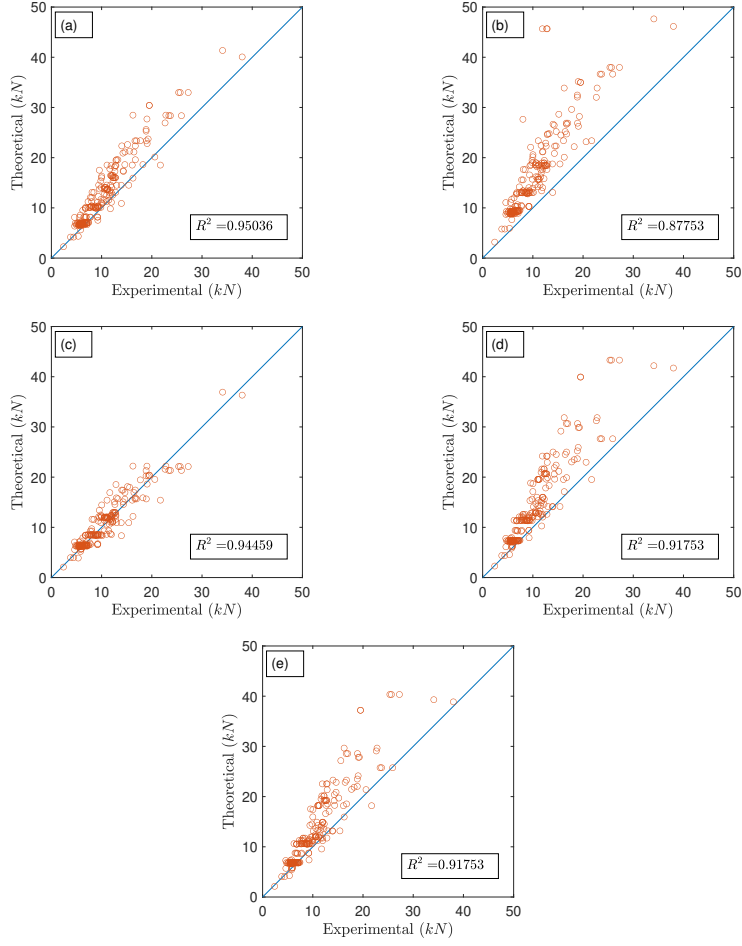 (a)
50
40
30
20
10
0
Theoretical (kN)
R² =0.95036
0 10 20 30 40 50
Experimental (kN)
(b)
50
40
30
20
10
0
Theoretical (kN)
R² =0.87753
0 10 20 30 40 50
Experimental (kN)
(c)
50
40
30
20
10
0
Theoretical (kN)
R² =0.94459
0 10 20 30 40 50
Experimental (kN)
(d)
50
40
30
20
10
0
Theoretical (kN)
R² =0.91753
0 10 20 30 40 50
Experimental (kN)
(e)
50
40
30
20
10
0
Theoretical (kN)
R² =0.91753
0 10 20 30 40 50
Experimental (kN)